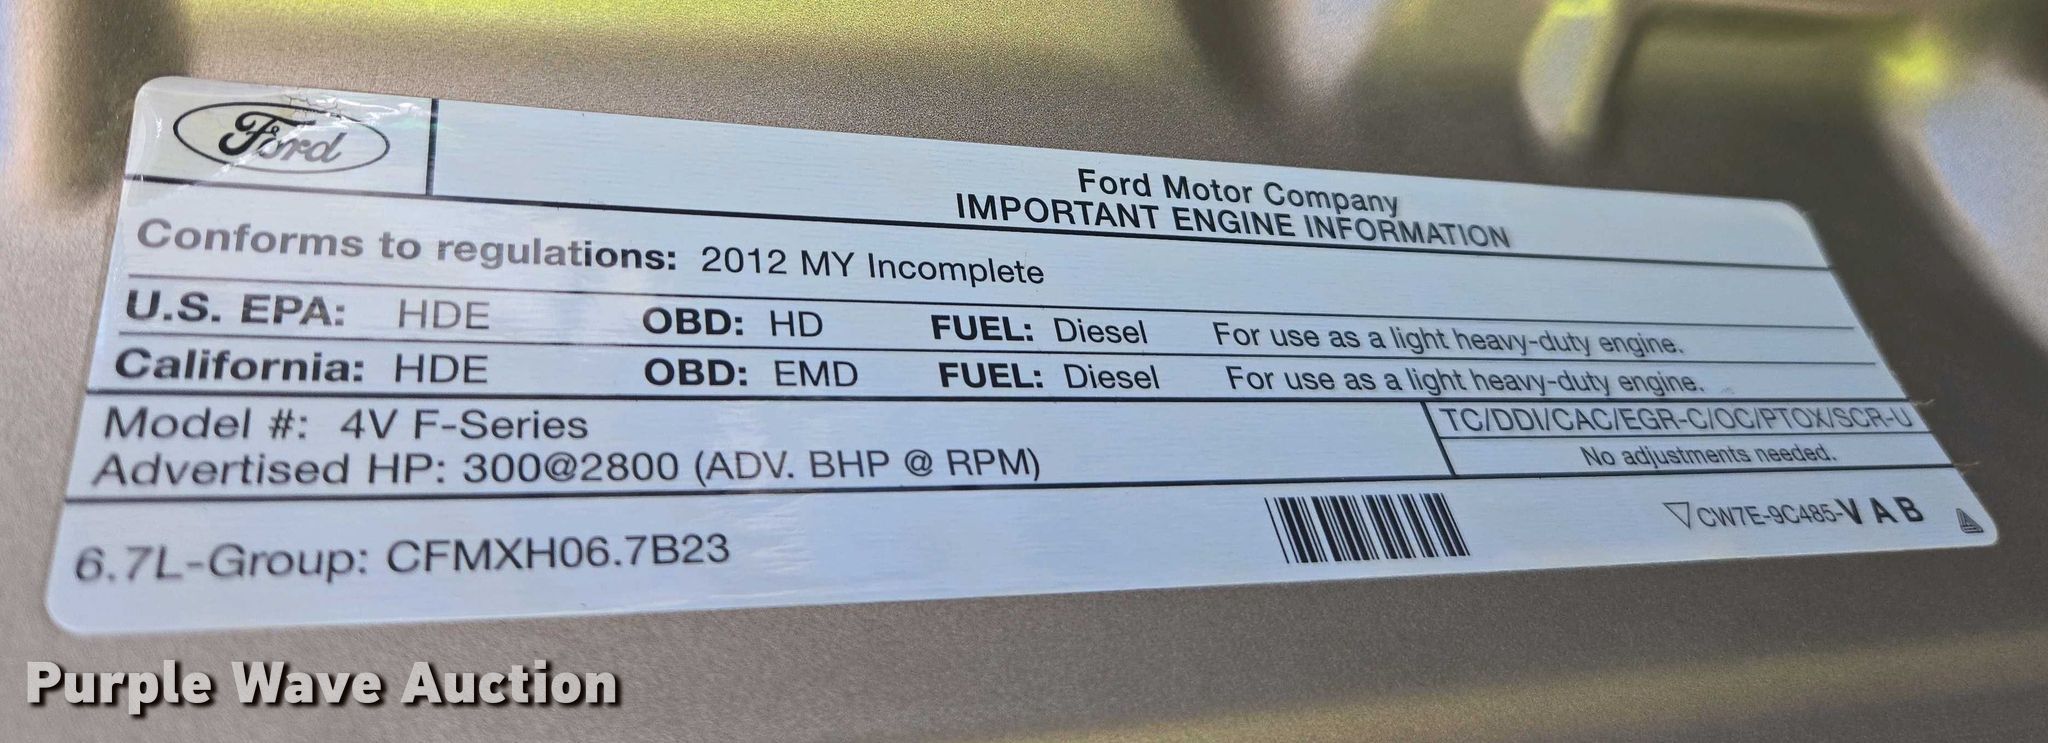 Ford
Ford Motor Company
IMPORTANT ENGINE INFORMATION
Conforms to regulations: 2012 MY Incomplete
U.S. EPA: HDE OBD: HD FUEL: Diesel For use as a light heavy-duty engine.
California: HDE OBD: EMD FUEL: Diesel For use as a light heavy-duty engine.
Model #: 4V F-Series
TC/DDI/CAC/EGR-C/OC/PTOX/SCR-U
Advertised HP: 300@2800 (ADV. BHP @ RPM)
No adjustments needed.
6.7L-Group: CFMXH06.7B23
CW7E-9C485-VAB
Purple Wave Auction